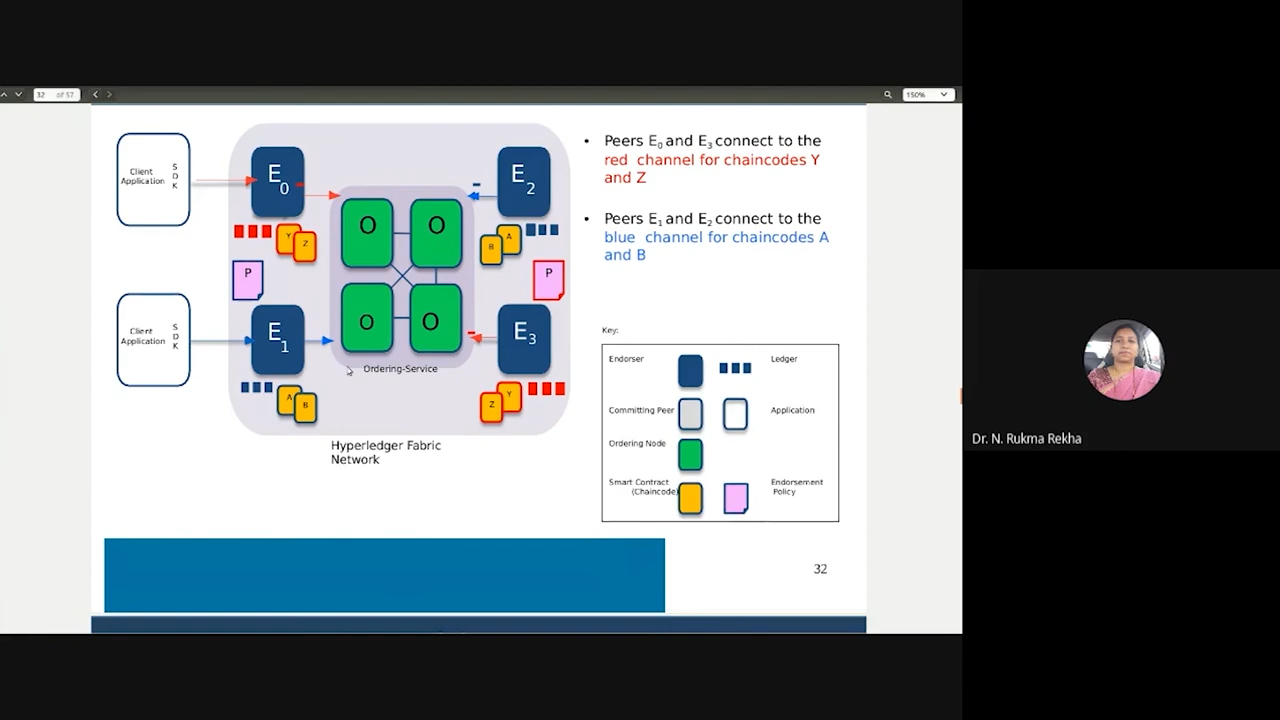 32 of 57
150%
Client
Application
S
D
K
E0
E2
O
O
Y
Z
B
A
P
P
Client
Application
S
D
K
E1
O
O
E3
Ordering-Service
A
B
Z
Y
Hyperledger Fabric
Network
• Peers E0 and E3 connect to the
red channel for chaincodes Y
and Z
• Peers E1 and E2 connect to the
blue channel for chaincodes A
and B
Key:
Endorser
Ledger
Committing Peer
Application
Ordering Node
Smart Contract
(Chaincode)
Endorsement
Policy
32
Dr. N. Rukma Rekha